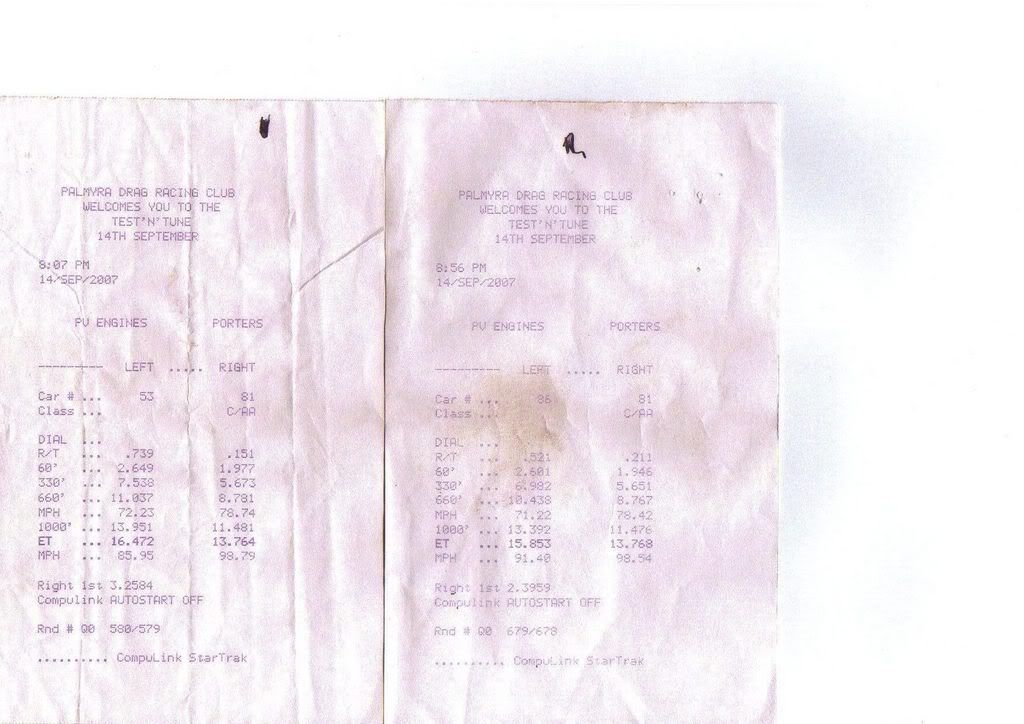 PALMYRA DRAG RACING CLUB
WELCOMES YOU TO THE
TEST'N'TUNE
14TH SEPTEMBER
8:07 PM
14/SEP/2007
PV ENGINES PORTERS
--------- LEFT ..... RIGHT
Car # ... 53 81
Class ... C/AA
DIAL ...
R/T ... .739 .151
60' ... 2.649 1.977
330' ... 7.538 5.673
660' ... 11.037 8.781
MPH ... 72.23 78.74
1000' ... 13.951 11.481
ET ... 16.472 13.764
MPH ... 85.95 98.79
Right 1st 3.2584
Compulink AUTOSTART OFF
Rnd # Q0 580/579
.......... CompuLink StarTrak
PALMYRA DRAG RACING CLUB
WELCOMES YOU TO THE
TEST'N'TUNE
14TH SEPTEMBER
8:56 PM
14/SEP/2007
PV ENGINES PORTERS
--------- LEFT ..... RIGHT
Car # ... 86 81
Class ... C/AA
DIAL ...
R/T ... .521 .211
60' ... 2.601 1.946
330' ... 6.982 5.651
660' ... 10.438 8.767
MPH ... 71.22 78.42
1000' ... 13.392 11.476
ET ... 15.853 13.768
MPH ... 91.40 98.54
Right 1st 2.3959
Compulink AUTOSTART OFF
Rnd # Q0 679/678
.......... CompuLink StarTrak